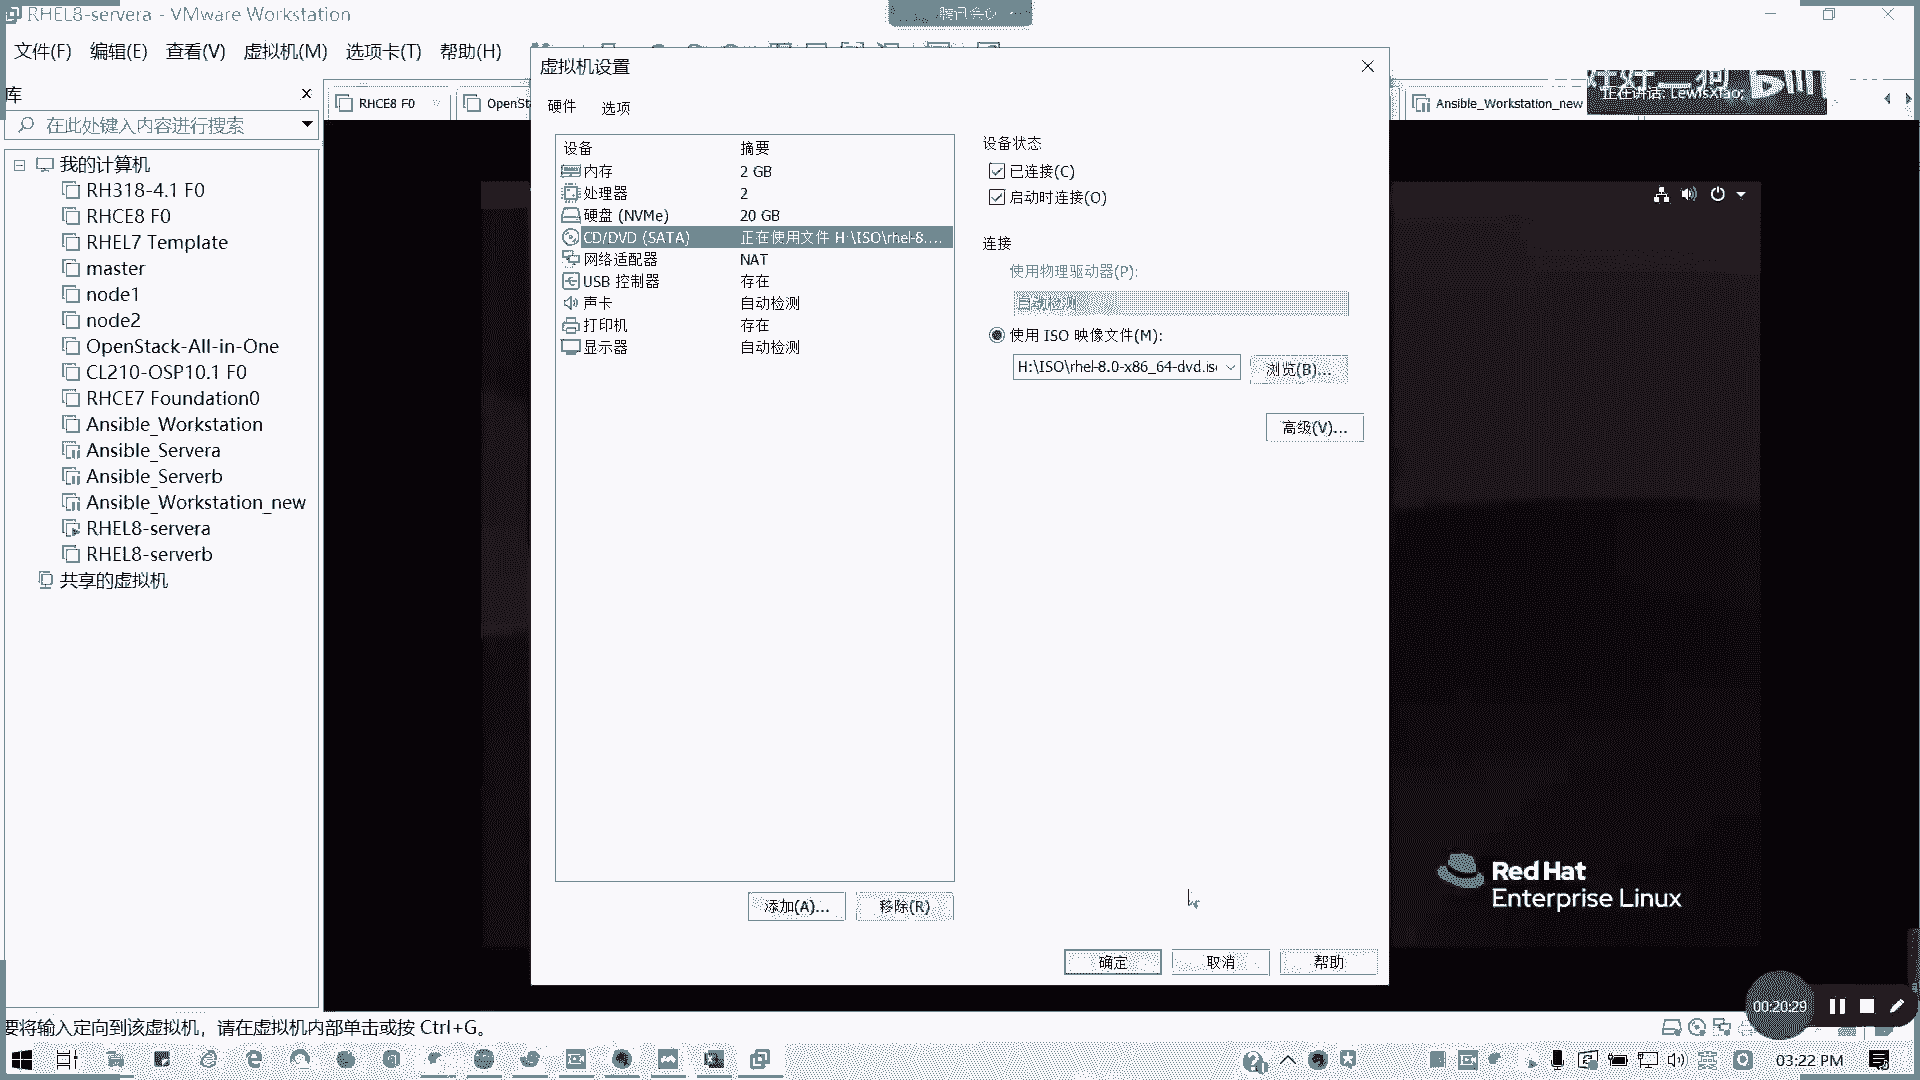 RHEL8-servera - VMware Workstation
腾讯会议
文件(F) 编辑(E) 查看(V) 虚拟机(M) 选项卡(T) 帮助(H)
库
在此处键入内容进行搜索
我的计算机
RH318-4.1 F0
RHCE8 F0
RHEL7 Template
master
node1
node2
OpenStack-All-in-One
CL210-OSP10.1 F0
RHCE7 Foundation0
Ansible_Workstation
Ansible_Servera
Ansible_Serverb
Ansible_Workstation_new
RHEL8-servera
RHEL8-serverb
共享的虚拟机
RHCE8 F0
OpenSt
Ansible_Workstation_new
正在讲话: LewisXiao;
虚拟机设置
硬件 选项
设备 摘要
内存 2 GB
处理器 2
硬盘 (NVMe) 20 GB
CD/DVD (SATA) 正在使用文件 H:\ISO\rhel-8....
网络适配器 NAT
USB 控制器 存在
声卡 自动检测
打印机 存在
显示器 自动检测
设备状态
已连接(C)
启动时连接(O)
连接
使用物理驱动器(P):
自动检测
使用 ISO 映像文件(M):
H:\ISO\rhel-8.0-x86_64-dvd.is
浏览(B)...
高级(V)...
添加(A)... 移除(R)
确定 取消 帮助
Red Hat
Enterprise Linux
00:20:29
要将输入定向到该虚拟机，请在虚拟机内部单击或按 Ctrl+G。
英
03:22 PM